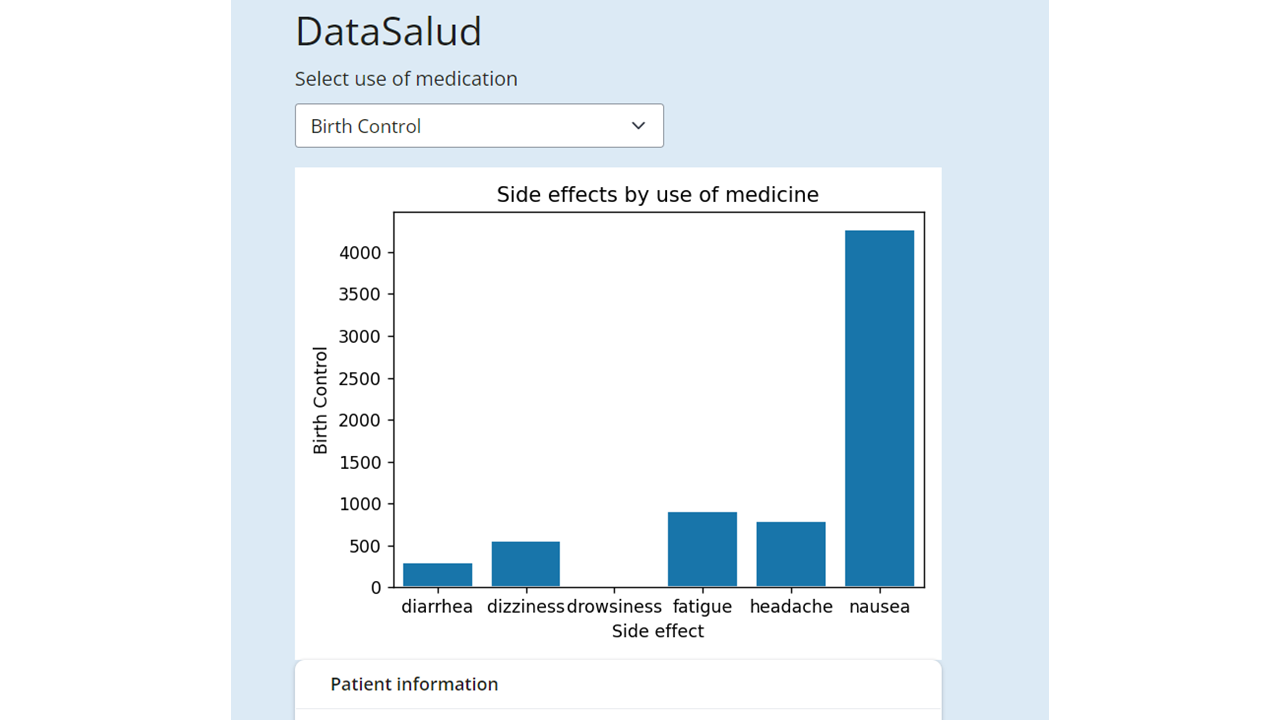 DataSalud
Select use of medication
Birth Control
Side effects by use of medicine
4000
3500
3000
2500
2000
1500
1000
500
0
Birth Control
diarrhea dizziness drowsiness fatigue headache nausea
Side effect
Patient information